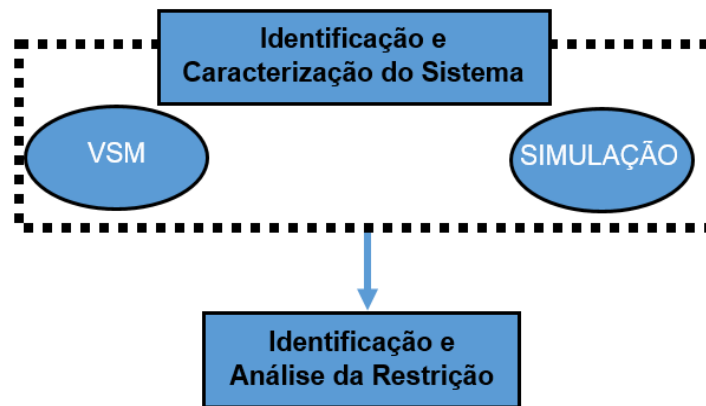 Identificação e
Caracterização do Sistema
VSM
SIMULAÇÃO
Identificação e
Análise da Restrição